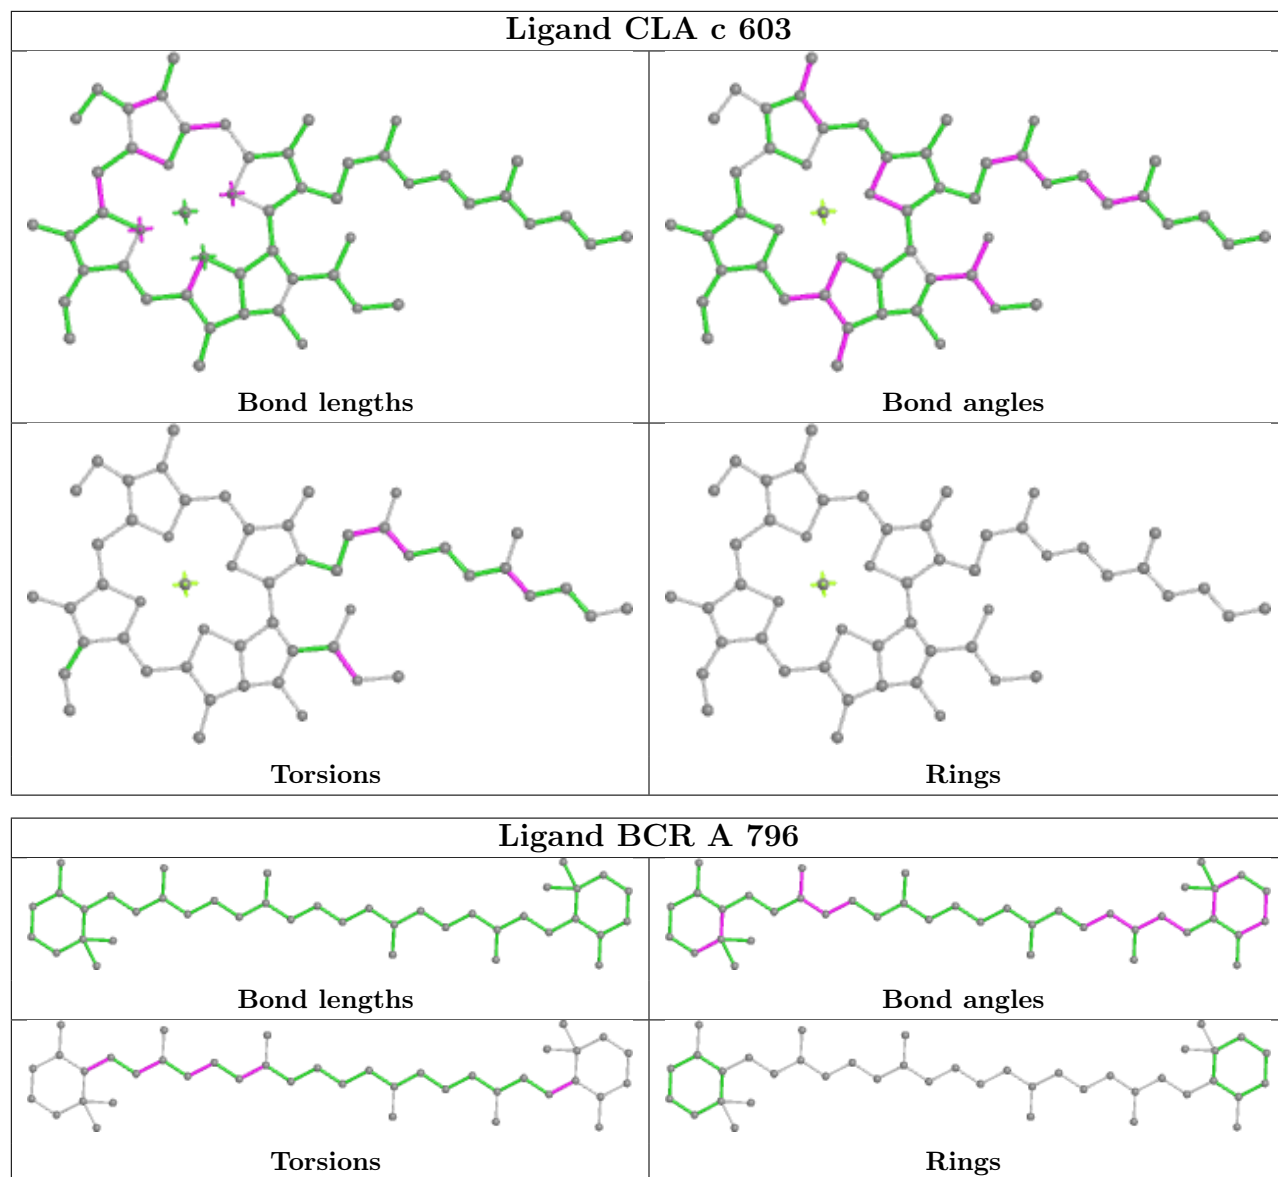 Ligand CLA c 603
Bond lengths
Bond angles
Torsions
Rings
Ligand BCR A 796
Bond lengths
Bond angles
Torsions
Rings